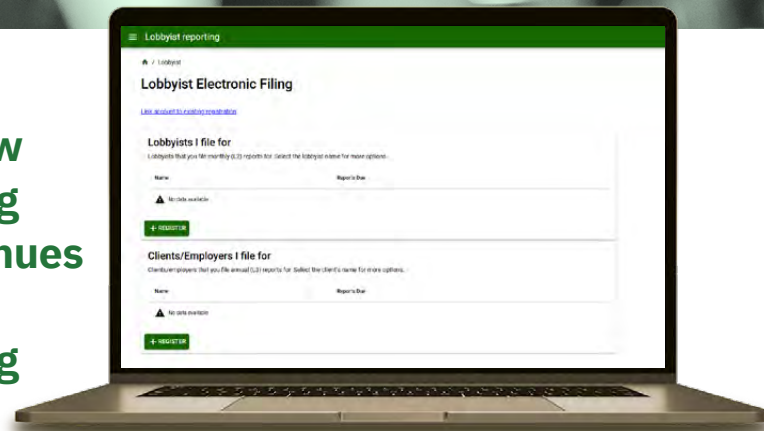 Lobbyist reporting
/ Lobbyist
Lobbyist Electronic Filing
Link account to existing registration
Lobbyists I file for
Lobbyists that you file monthly (L2) reports for. Select the lobbyist name for more options.
Name Reports Due
No data available
+ REGISTER
Clients/Employers I file for
Clients/employers that you file annual (L3) reports for. Select the client's name for more options.
Name Reports Due
No data available
+ REGISTER
w
g
nues
g